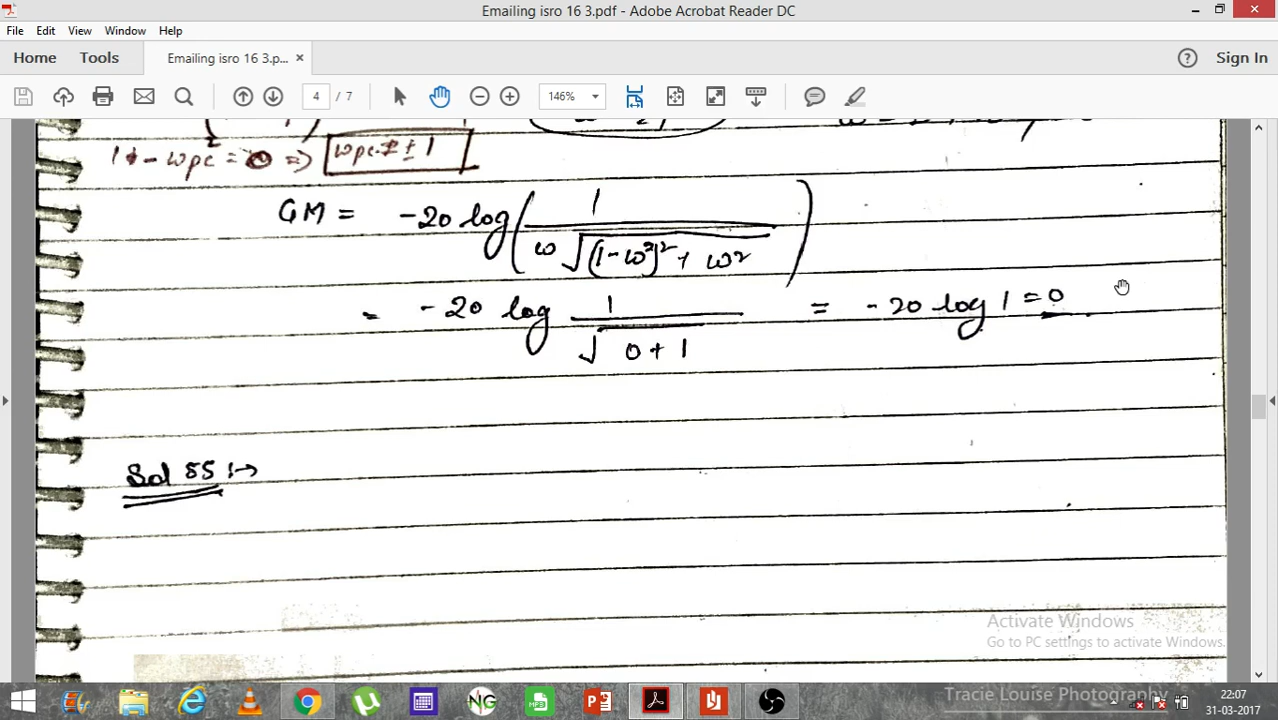 Emailing isro 16 3.pdf - Adobe Acrobat Reader DC
File Edit View Window Help
Home Tools Emailing isro 16 3.p... × Sign In
4 / 7 146%
= 0 => wpc = ± 1
GM = -20 log ( 1 / ω √(1-ω²)² + ω² )
= -20 log 1 / √0+1 = -20 log 1 = 0
Sol 55 :→
Activate Windows
Go to PC settings to activate Windows.
Tracie Louise Photography
22:07
31-03-2017